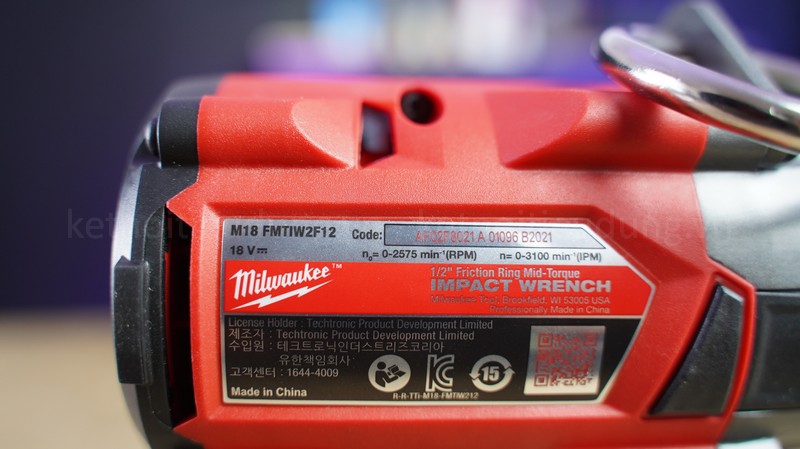 M18 FMTIW2F12 Code: AF02F8021 A 01096 B2021
18 V⎓ n₀= 0-2575 min⁻¹(RPM) n= 0-3100 min⁻¹(IPM)
Milwaukee™
1/2" Friction Ring Mid-Torque
IMPACT WRENCH
Milwaukee Tool, Brookfield, WI 53005 USA
Professionally Made in China
License Holder : Techtronic Product Development Limited
제조자 : Techtronic Product Development Limited
수입원 : 테크트로닉인더스트리즈코리아
유한책임회사
고객센터 : 1644-4009
15
Made in China
R-R-TTi-M18-FMTIW212